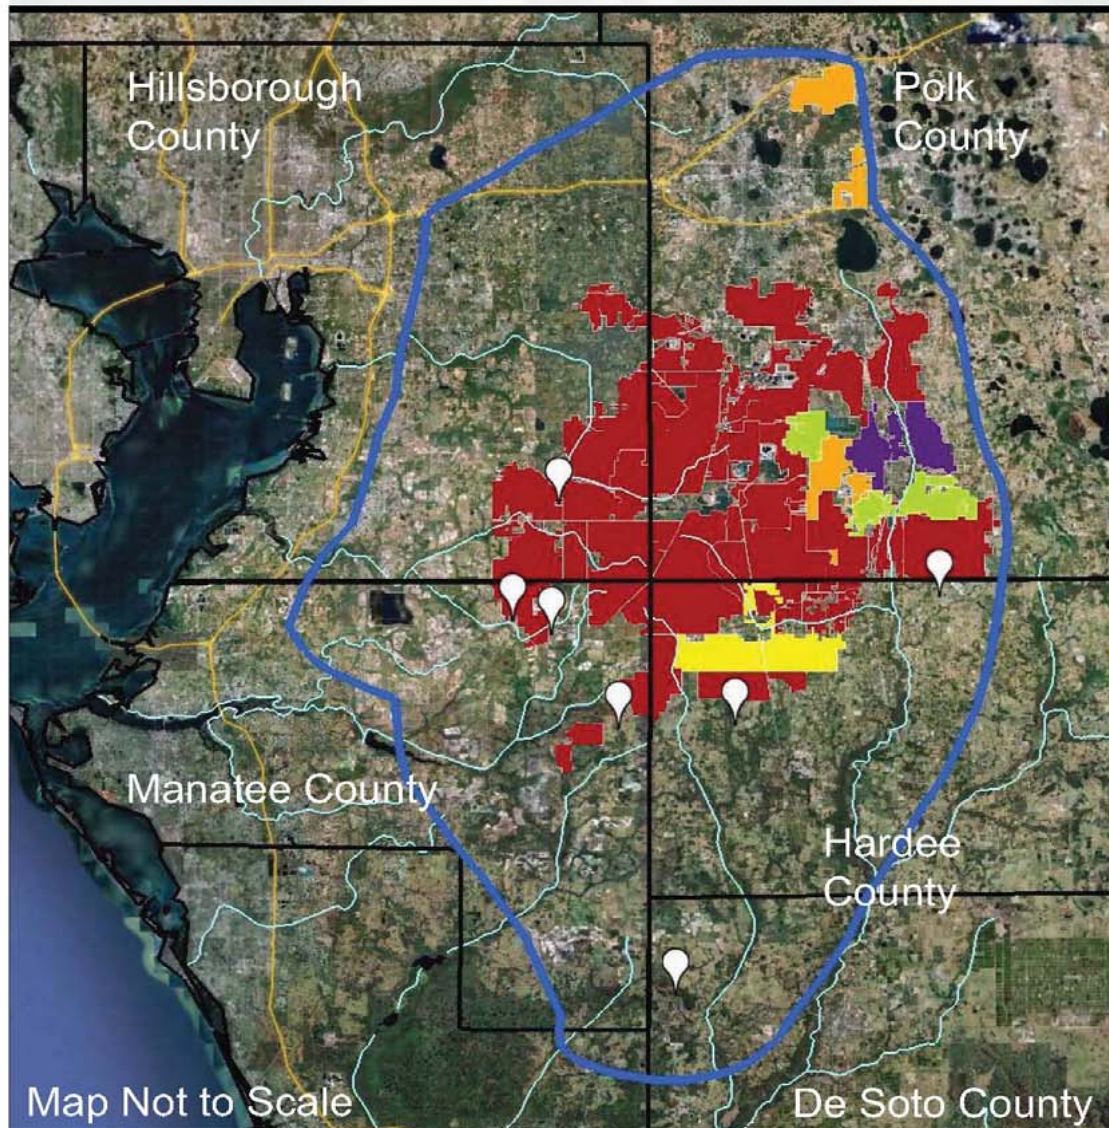 Hillsborough
County
Polk
County
Manatee County
Hardee
County
Map Not to Scale
De Soto County